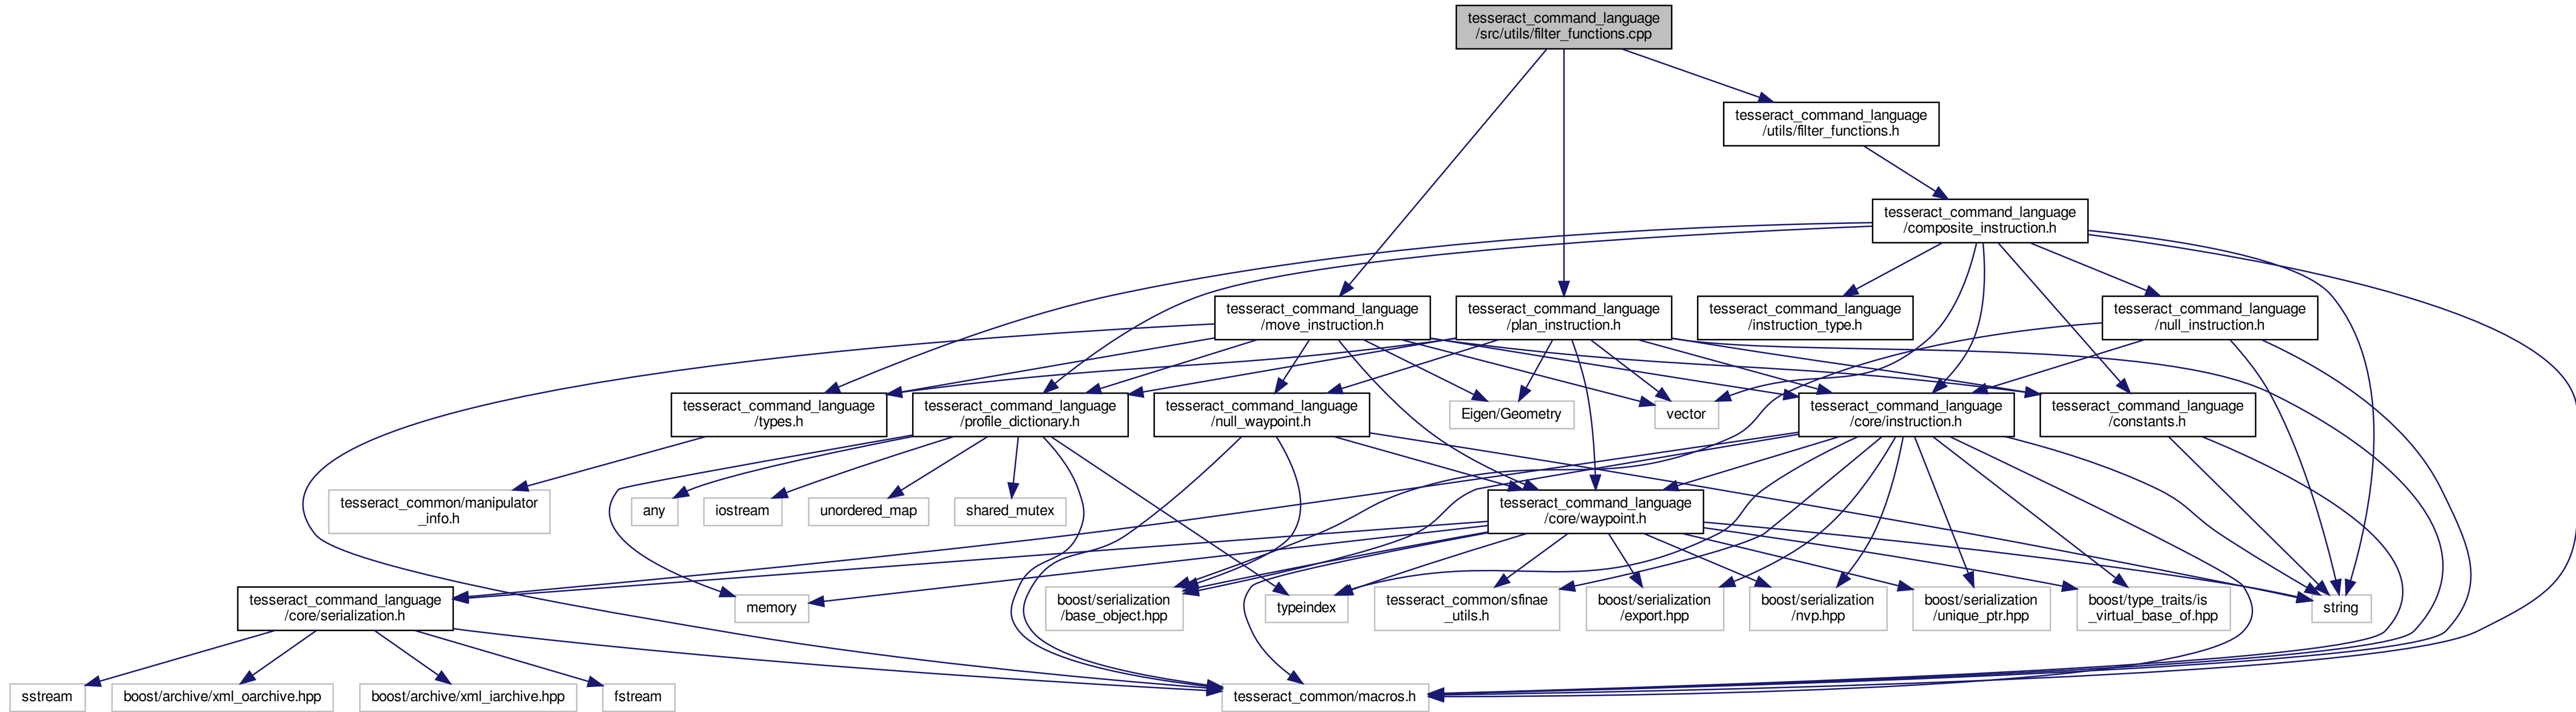 tesseract_command_language
/src/utils/filter_functions.cpp
tesseract_command_language
/utils/filter_functions.h
tesseract_command_language
/composite_instruction.h
tesseract_command_language
/move_instruction.h
tesseract_command_language
/plan_instruction.h
tesseract_command_language
/instruction_type.h
tesseract_command_language
/null_instruction.h
tesseract_command_language
/types.h
tesseract_command_language
/profile_dictionary.h
tesseract_command_language
/null_waypoint.h
Eigen/Geometry
vector
tesseract_command_language
/core/instruction.h
tesseract_command_language
/constants.h
tesseract_common/manipulator
_info.h
any
iostream
unordered_map
shared_mutex
tesseract_command_language
/core/waypoint.h
tesseract_command_language
/core/serialization.h
memory
boost/serialization
/base_object.hpp
typeindex
tesseract_common/sfinae
_utils.h
boost/serialization
/export.hpp
boost/serialization
/nvp.hpp
boost/serialization
/unique_ptr.hpp
boost/type_traits/is
_virtual_base_of.hpp
string
sstream
boost/archive/xml_oarchive.hpp
boost/archive/xml_iarchive.hpp
fstream
tesseract_common/macros.h